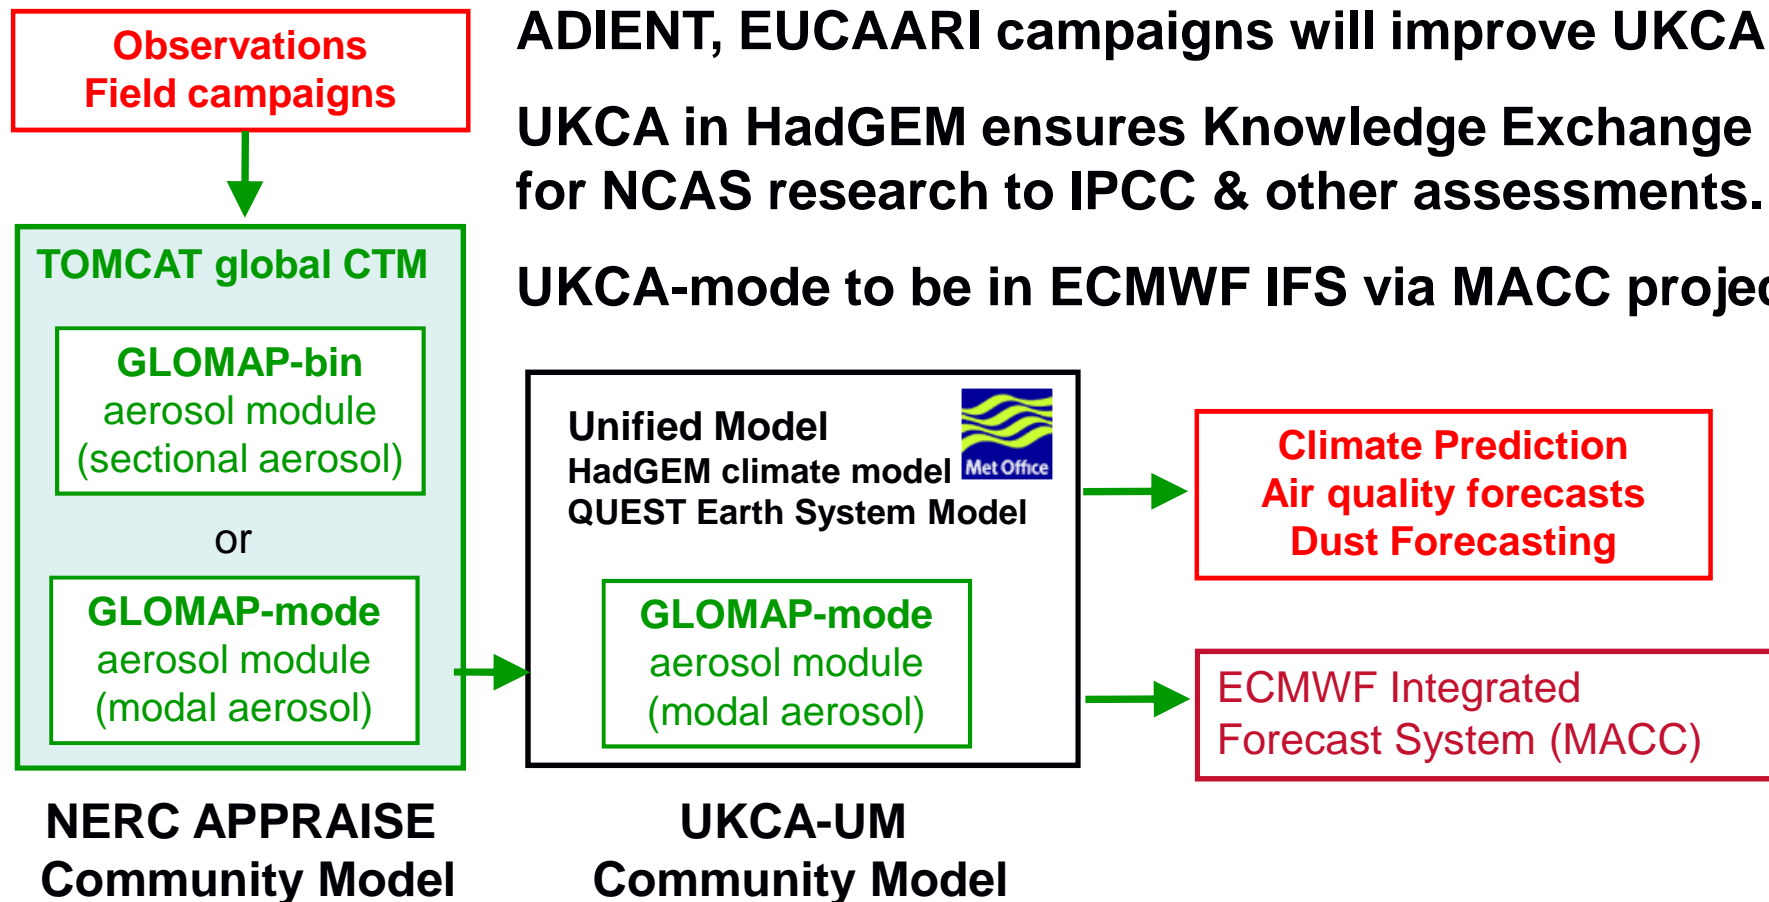 Observations
Field campaigns
ADIENT, EUCAARI campaigns will improve UKCA
UKCA in HadGEM ensures Knowledge Exchange
for NCAS research to IPCC & other assessments.
UKCA-mode to be in ECMWF IFS via MACC projec
TOMCAT global CTM
GLOMAP-bin
aerosol module
(sectional aerosol)
or
GLOMAP-mode
aerosol module
(modal aerosol)
NERC APPRAISE
Community Model
Unified Model
HadGEM climate model
QUEST Earth System Model
Met Office
GLOMAP-mode
aerosol module
(modal aerosol)
UKCA-UM
Community Model
Climate Prediction
Air quality forecasts
Dust Forecasting
ECMWF Integrated
Forecast System (MACC)